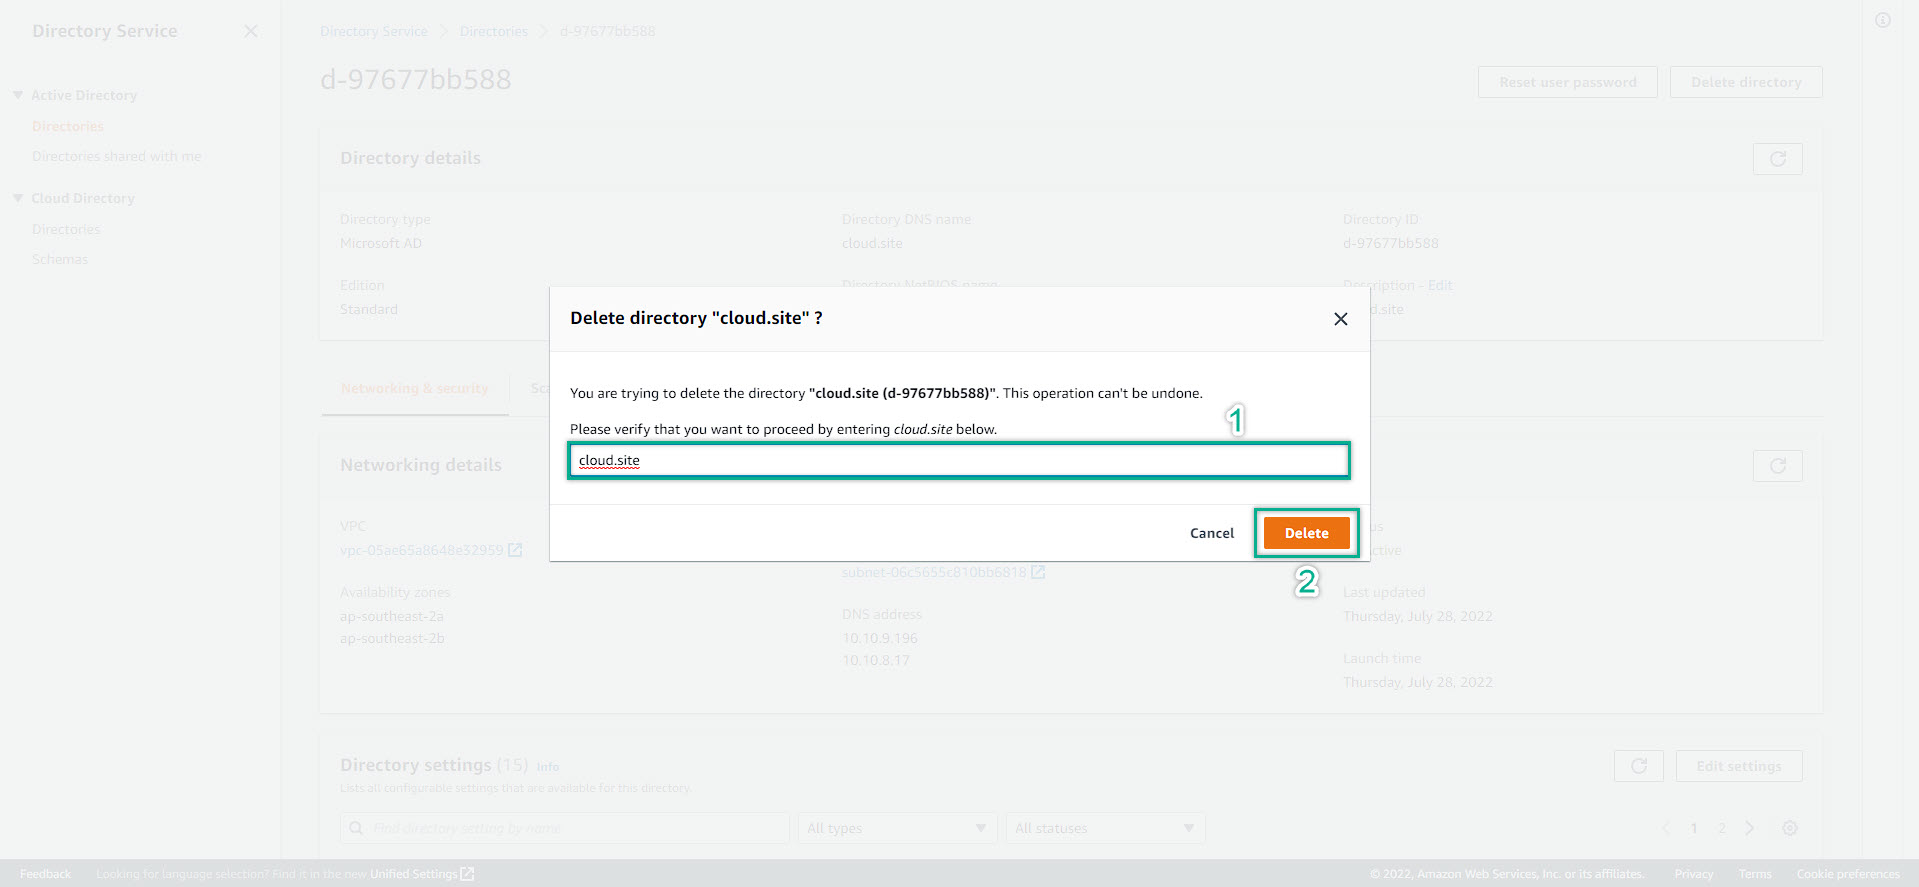 Directory Service
Active Directory
Directories
Directories shared with me
Cloud Directory
Directories
Schemas
Directory Service > Directories > d-97677bb588
d-97677bb588
Reset user password
Delete directory
Directory details
Directory type
Microsoft AD
Directory DNS name
cloud.site
Directory ID
d-97677bb588
Edition
Standard
Directory NetBIOS name
Description - Edit
d.site
Delete directory "cloud.site" ?
You are trying to delete the directory "cloud.site (d-97677bb588)". This operation can't be undone.
Please verify that you want to proceed by entering cloud.site below.
1
cloud.site
Cancel
Delete
2
Networking & security
Sca
Networking details
VPC
vpc-05ae65a8648e32959
Availability zones
ap-southeast-2a
ap-southeast-2b
subnet-06c5655c810bb6818
DNS address
10.10.9.196
10.10.8.17
us
ctive
Last updated
Thursday, July 28, 2022
Launch time
Thursday, July 28, 2022
Directory settings (15) Info
Lists all configurable settings that are available for this directory.
Edit settings
Find directory setting by name
All types
All statuses
1 2
Feedback
Looking for language selection? Find it in the new Unified Settings
© 2022, Amazon Web Services, Inc. or its affiliates.
Privacy
Terms
Cookie preferences